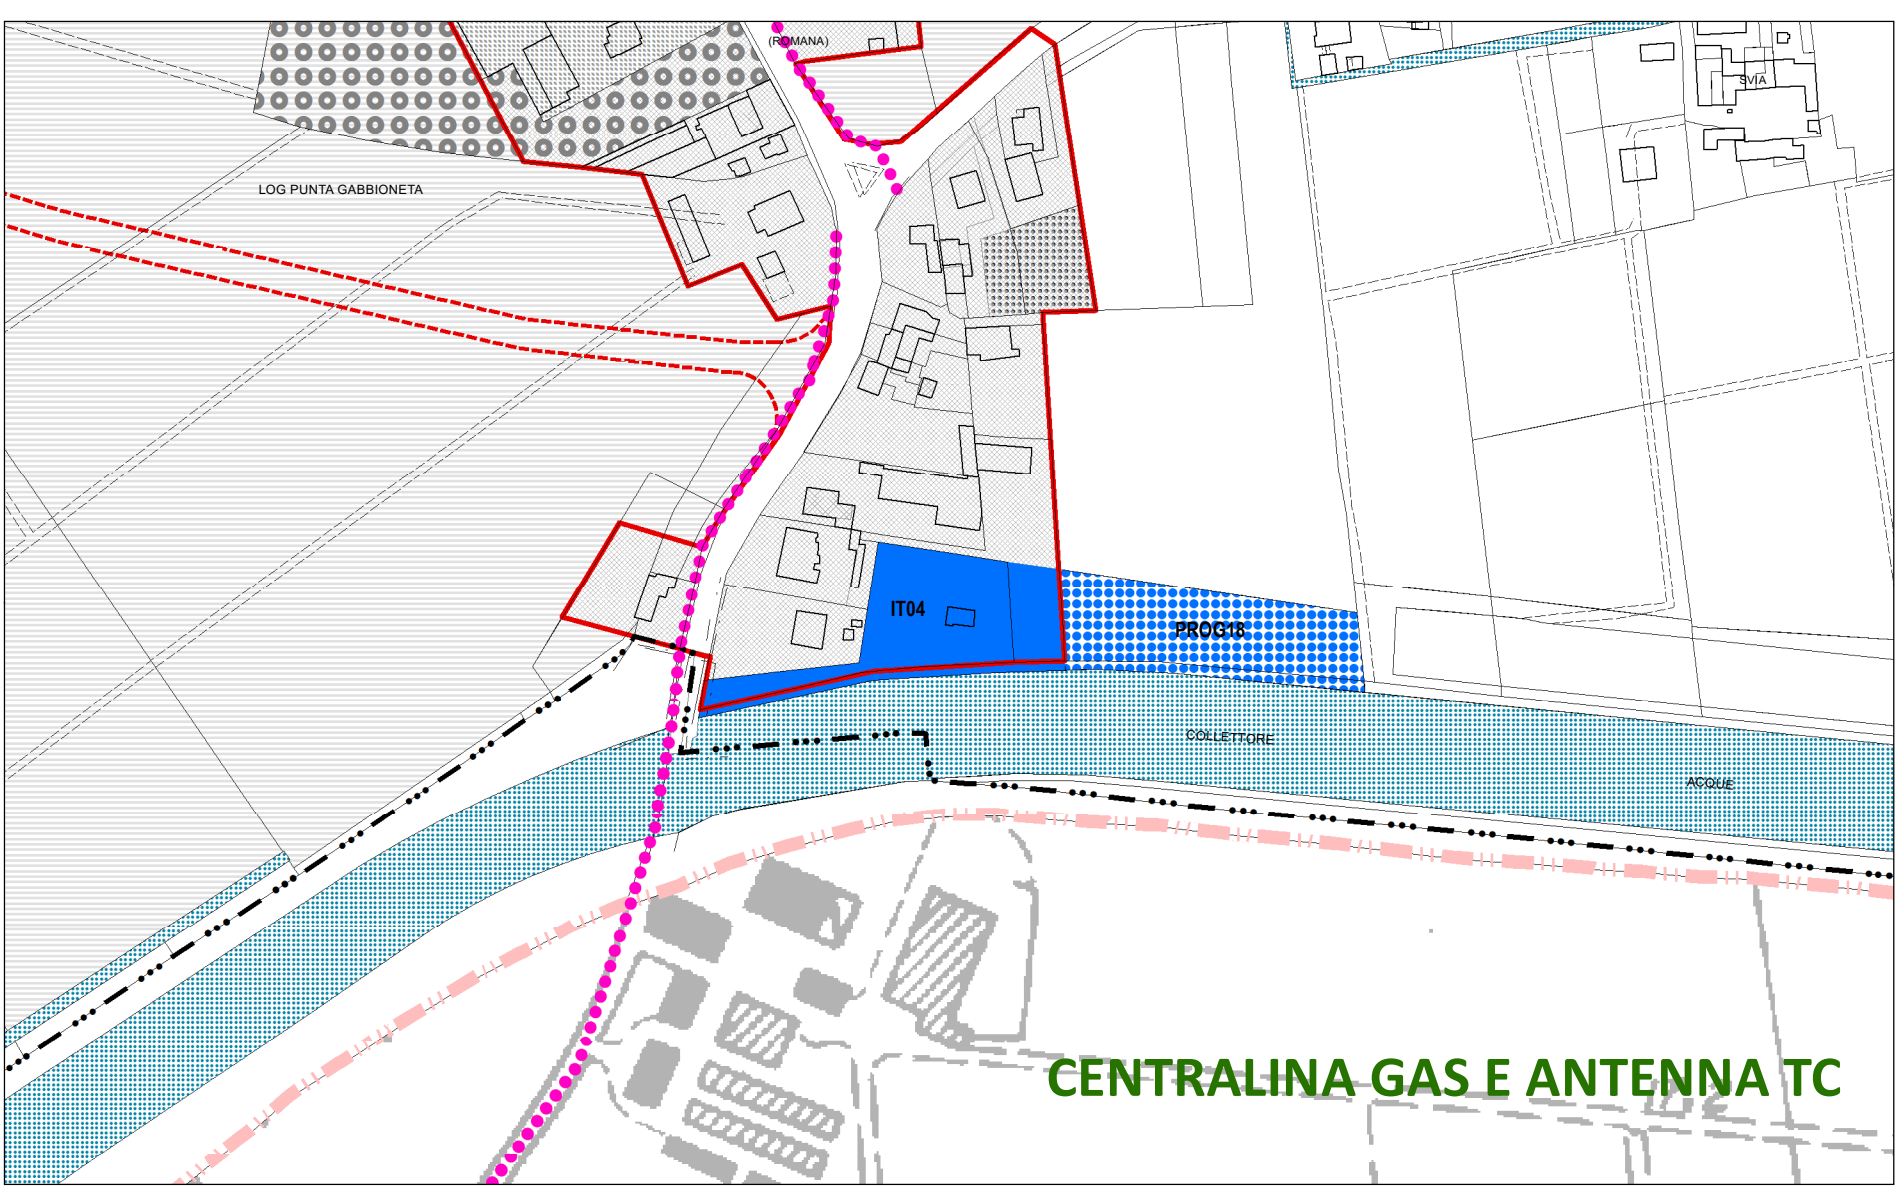 (ROMANA)
SVIA
LOG PUNTA GABBIONETA
IT04
PROG18
COLLETTORE
ACQUE
CENTRALINA GAS E ANTENNA TC